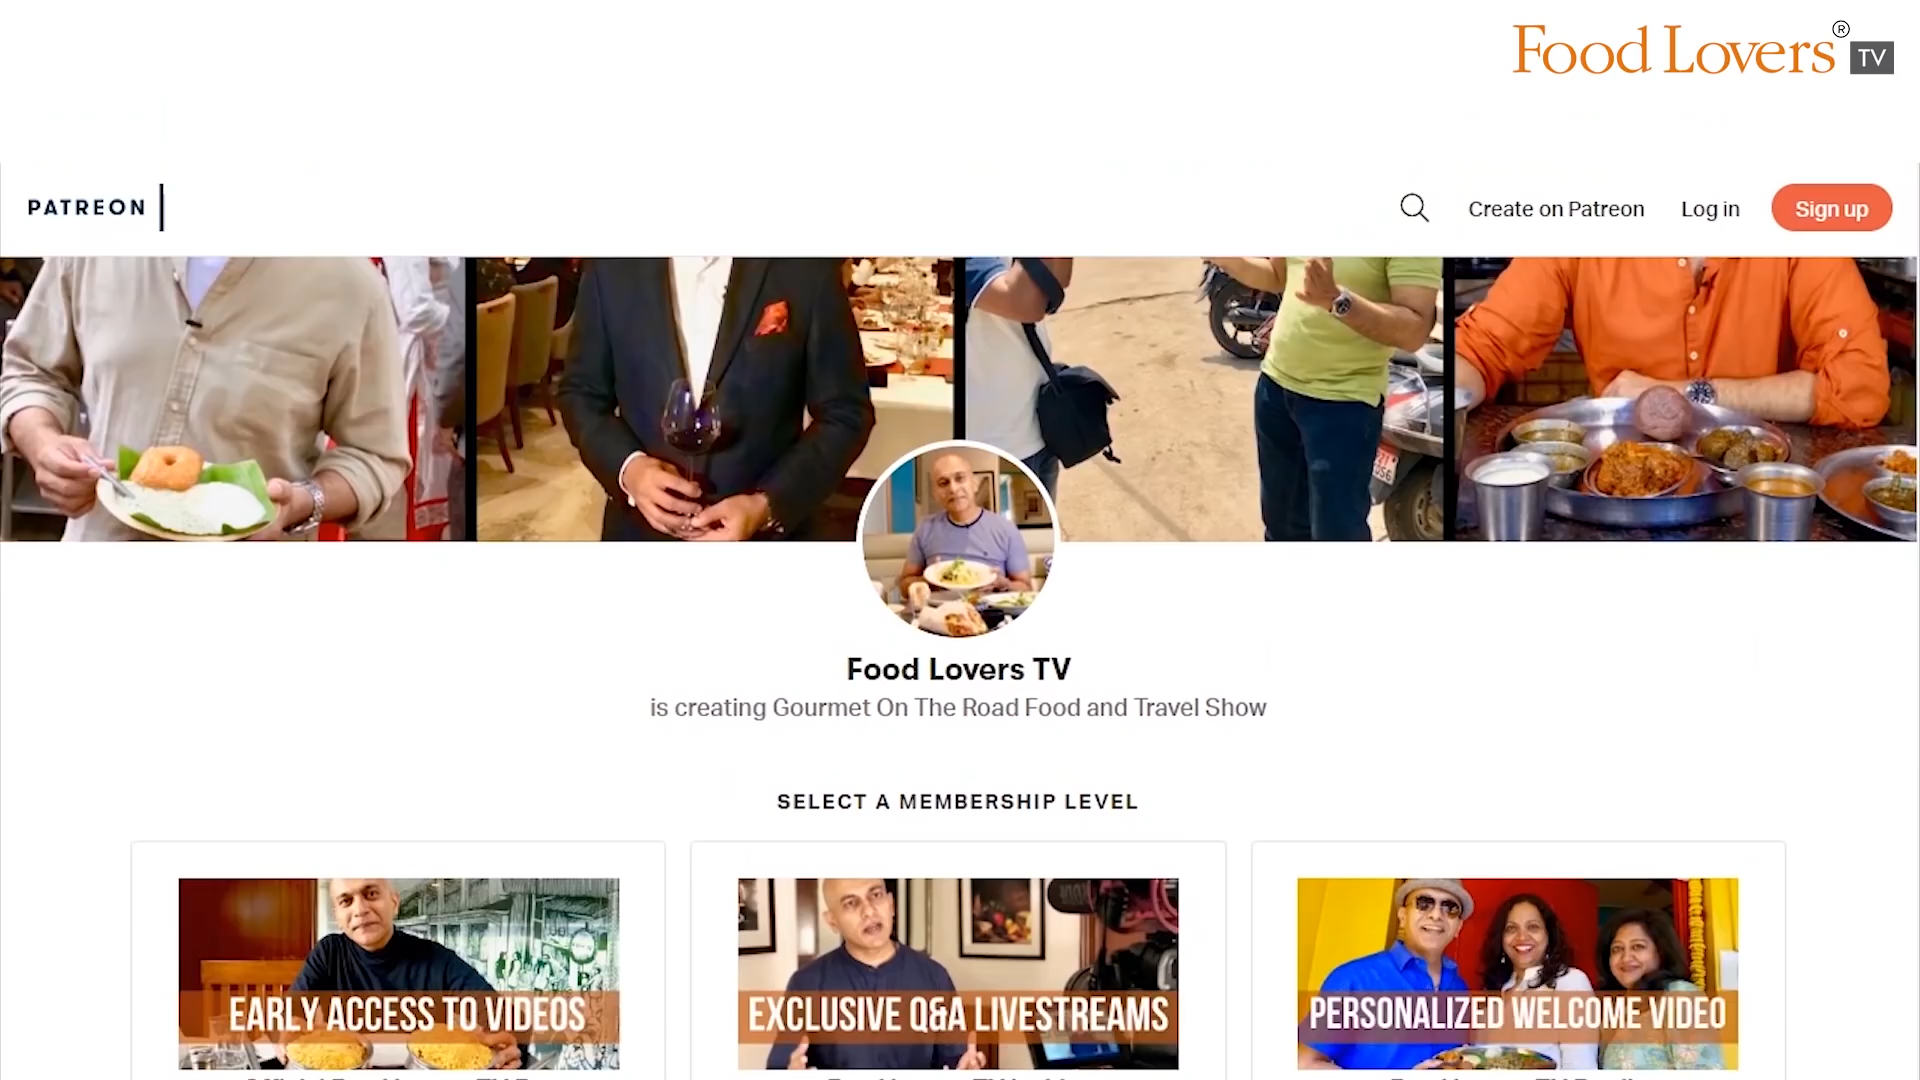 Food Lovers® TV
PATREON
Create on Patreon
Log in
Sign up
Food Lovers TV
is creating Gourmet On The Road Food and Travel Show
SELECT A MEMBERSHIP LEVEL
EARLY ACCESS TO VIDEOS
EXCLUSIVE Q&A LIVESTREAMS
PERSONALIZED WELCOME VIDEO